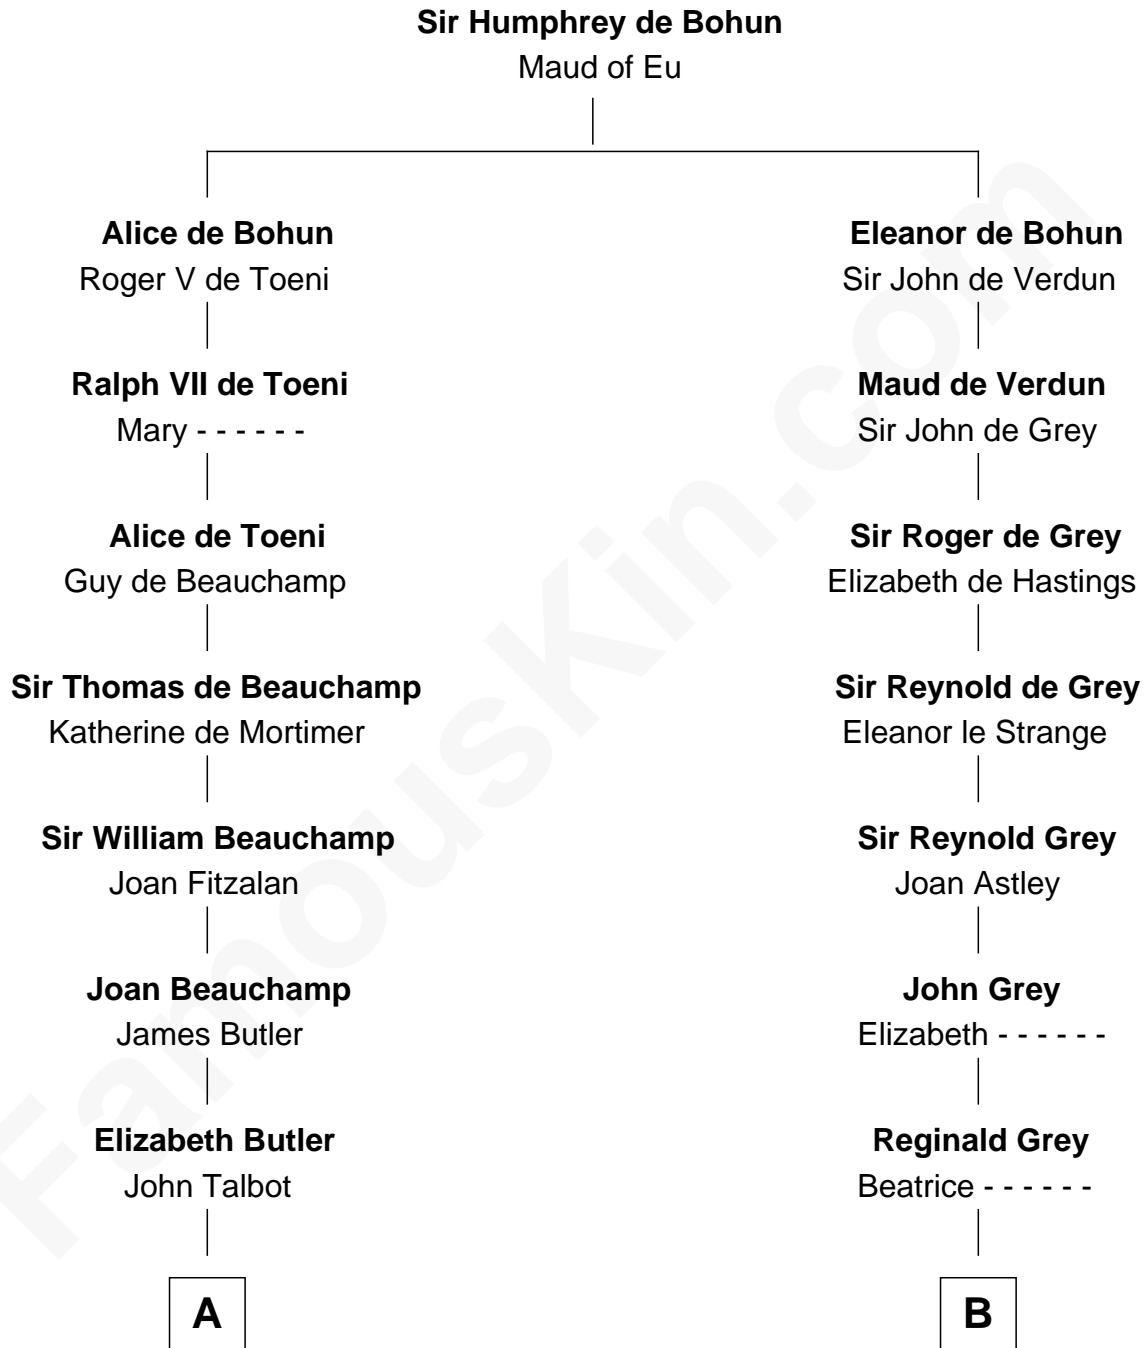 Sir Humphrey de Bohun
Maud of Eu
Alice de Bohun
Roger V de Toeni
Ralph VII de Toeni
Mary - - - - - -
Alice de Toeni
Guy de Beauchamp
Sir Thomas de Beauchamp
Katherine de Mortimer
Sir William Beauchamp
Joan Fitzalan
Joan Beauchamp
James Butler
Elizabeth Butler
John Talbot
A
Eleanor de Bohun
Sir John de Verdun
Maud de Verdun
Sir John de Grey
Sir Roger de Grey
Elizabeth de Hastings
Sir Reynold de Grey
Eleanor le Strange
Sir Reynold Grey
Joan Astley
John Grey
Elizabeth - - - - - -
Reginald Grey
Beatrice - - - - - -
B
FamousKin.com